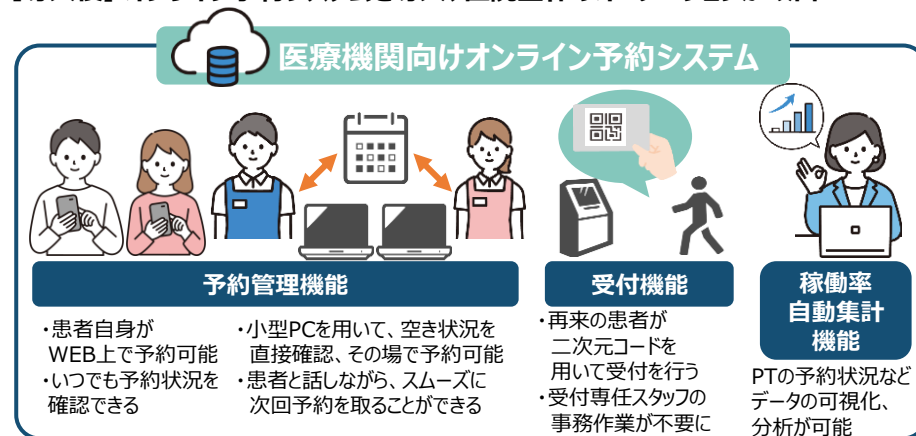 医療機関向けオンライン予約システム
予約管理機能
・患者自身が
WEB上で予約可能
・いつでも予約状況を
確認できる
・小型PCを用いて、空き状況を
直接確認、その場で予約可能
・患者と話しながら、スムーズに
次回予約を取ることができる
受付機能
・再来の患者が
二次元コードを
用いて受付を行う
・受付専任スタッフの
事務作業が不要に
稼働率
自動集計
機能
PTの予約状況など
データの可視化、
分析が可能